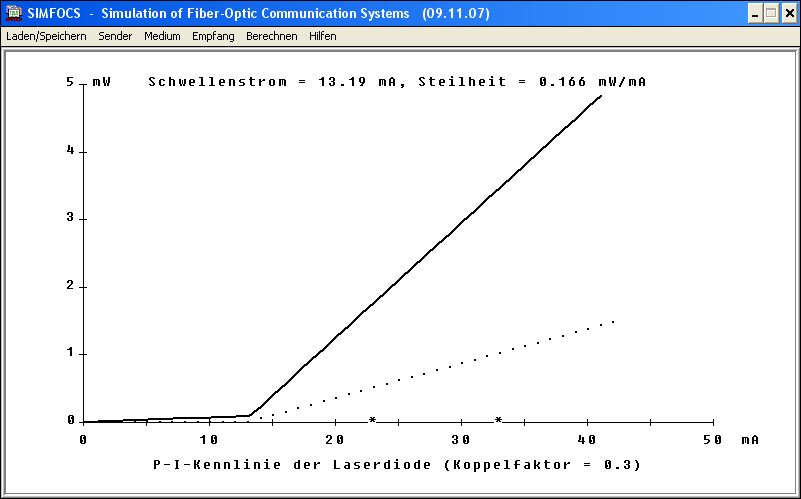 SIMFOCS - Simulation of Fiber-Optic Communication Systems (09.11.07)
Laden/Speichern Sender Medium Empfang Berechnen Hilfen
5 mW Schwellenstrom = 13.19 mA, Steilheit = 0.166 mW/mA
4
3
2
1
0
0 10 20 30 40 50 mA
P-I-Kennlinie der Laserdiode (Koppelfaktor = 0.3)